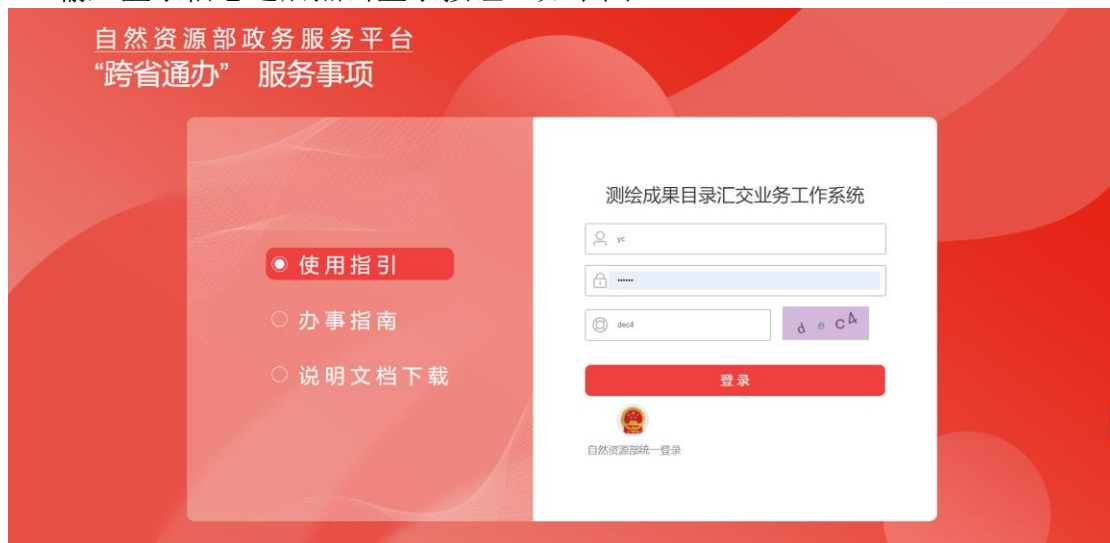 自然资源部政务服务平台
“跨省通办” 服务事项
测绘成果目录汇交业务工作系统
yc
使用指引
办事指南
dec4
d e c 4
说明文档下载
登录
自然资源部统一登录